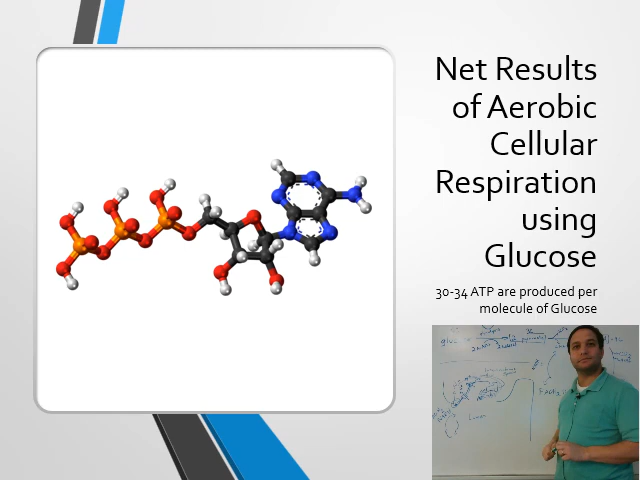 Net Results
of Aerobic
Cellular
Respiration
using
Glucose
30-34 ATP are produced per
molecule of Glucose